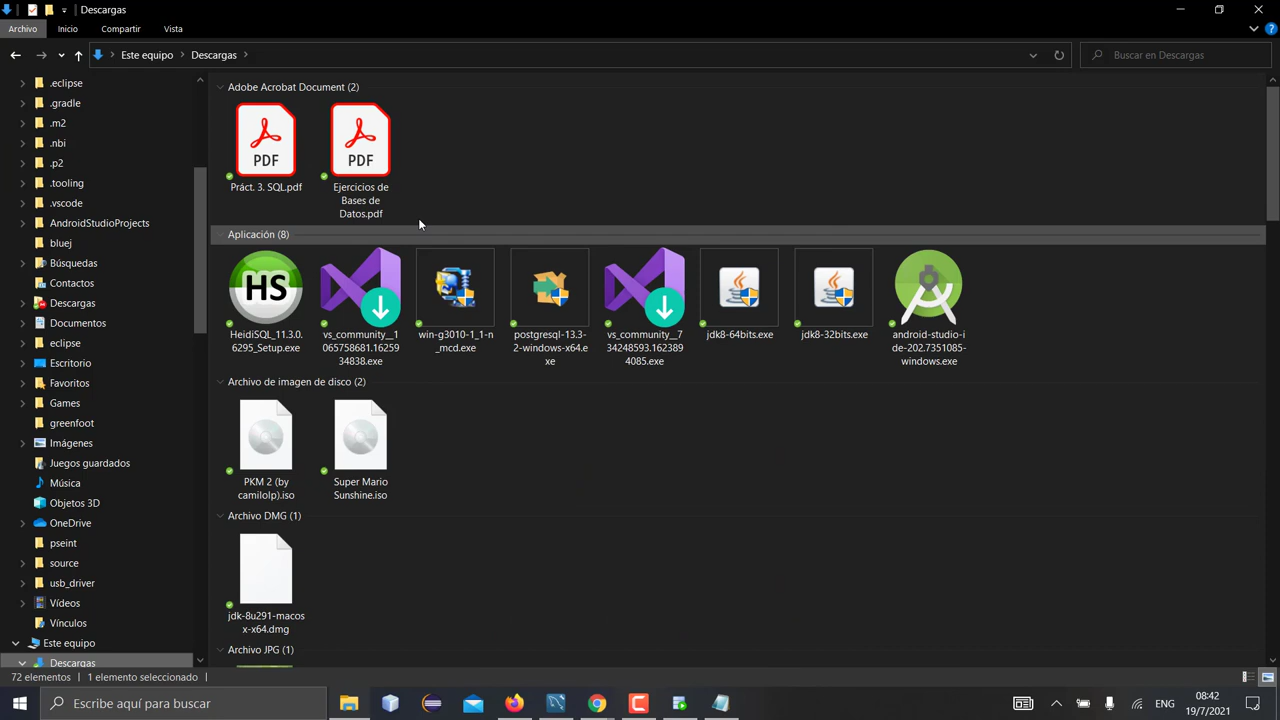 Descargas
Archivo Inicio Compartir Vista
Este equipo Descargas Buscar en Descargas
.eclipse
.gradle
.m2
.nbi
.p2
.tooling
.vscode
AndroidStudioProjects
bluej
Búsquedas
Contactos
Descargas
Documentos
eclipse
Escritorio
Favoritos
Games
greenfoot
Imágenes
Juegos guardados
Música
Objetos 3D
OneDrive
pseint
source
usb_driver
Vídeos
Vínculos
Este equipo
Descargas
Adobe Acrobat Document (2)
PDF
Práct. 3. SQL.pdf
PDF
Ejercicios de
Bases de
Datos.pdf
Aplicación (8)
HS
HeidiSQL_11.3.0.
6295_Setup.exe
vs_community__1
065758681.16259
34838.exe
win-g3010-1_1-n
_mcd.exe
postgresql-13.3-
2-windows-x64.e
xe
vs_community__7
34248593.162389
4085.exe
jdk8-64bits.exe
jdk8-32bits.exe
android-studio-i
de-202.7351085-
windows.exe
Archivo de imagen de disco (2)
PKM 2 (by
camilolp).iso
Super Mario
Sunshine.iso
Archivo DMG (1)
jdk-8u291-macos
x-x64.dmg
Archivo JPG (1)
72 elementos 1 elemento seleccionado
Escribe aquí para buscar
ENG
08:42
19/7/2021